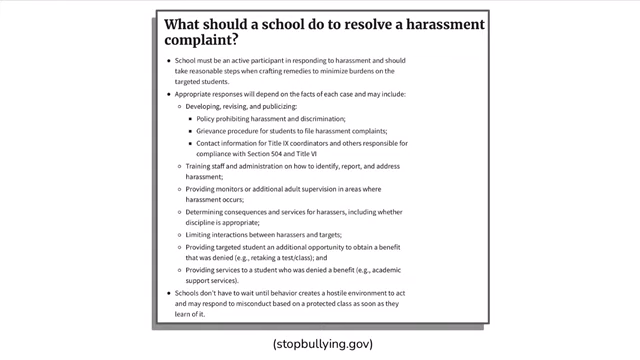 What should a school do to resolve a harassment
complaint?
School must be an active participant in responding to harassment and should
take reasonable steps when crafting remedies to minimize burdens on the
targeted students.
Appropriate responses will depend on the facts of each case and may include:
Developing, revising, and publicizing:
Policy prohibiting harassment and discrimination;
Grievance procedure for students to file harassment complaints;
Contact information for Title IX coordinators and others responsible for
compliance with Section 504 and Title VI
Training staff and administration on how to identify, report, and address
harassment;
Providing monitors or additional adult supervision in areas where
harassment occurs;
Determining consequences and services for harassers, including whether
discipline is appropriate;
Limiting interactions between harassers and targets;
Providing targeted student an additional opportunity to obtain a benefit
that was denied (e.g., retaking a test/class); and
Providing services to a student who was denied a benefit (e.g., academic
support services).
Schools don't have to wait until behavior creates a hostile environment to act
and may respond to misconduct based on a protected class as soon as they
learn of it.
(stopbullying.gov)